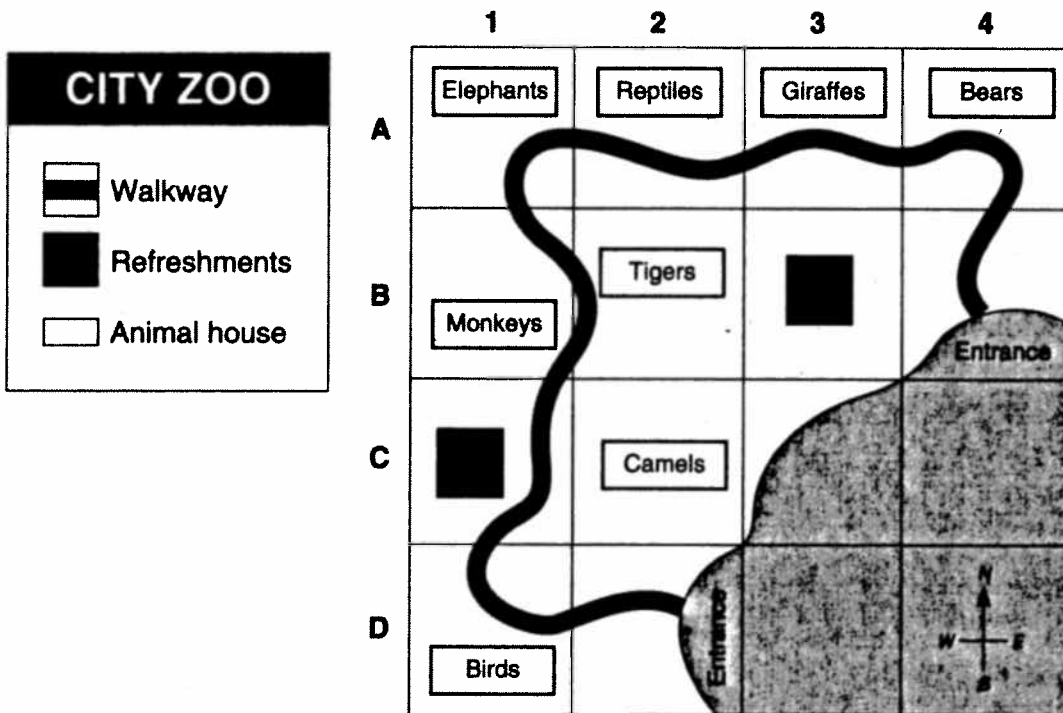 1 2 3 4
CITY ZOO
Walkway
Refreshments
Animal house
A
Elephants Reptiles Giraffes Bears
B
Tigers
Monkeys
Entrance
C
Camels
D
Birds
Entrance
N
W E
S